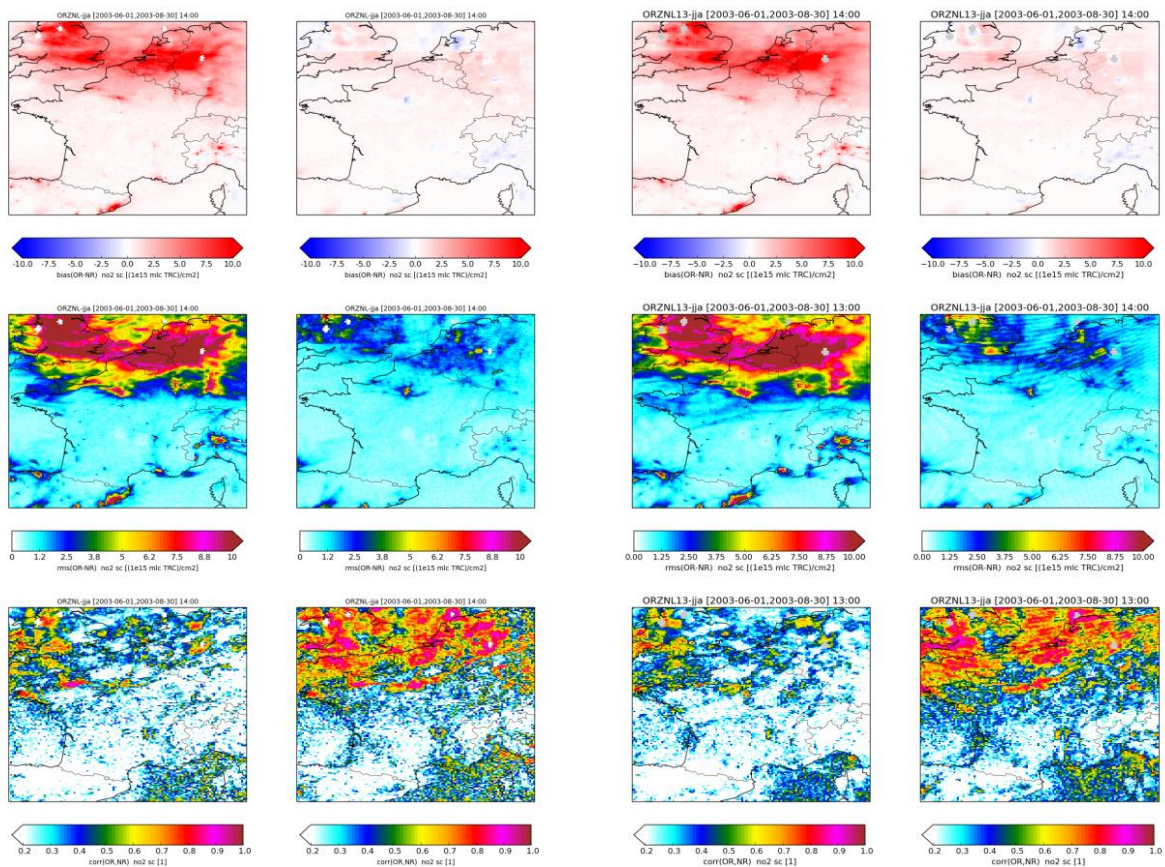 ORZNL-jja [2003-06-01,2003-08-30] 14:00
ORZNL-jja [2003-06-01,2003-08-30] 14:00
ORZNL13-jja [2003-06-01,2003-08-30] 14:00
ORZNL13-jja [2003-06-01,2003-08-30] 14:00
-10.0 -7.5 -5.0 -2.5 0.0 2.5 5.0 7.5 10.0
bias(OR-NR) no2 sc [(1e15 mlc TRC)/cm2]
-10.0 -7.5 -5.0 -2.5 0.0 2.5 5.0 7.5 10.0
bias(OR-NR) no2 sc [(1e15 mlc TRC)/cm2]
−10.0 −7.5 −5.0 −2.5 0.0 2.5 5.0 7.5 10.0
bias(OR-NR) no2 sc [(1e15 mlc TRC)/cm2]
−10.0 −7.5 −5.0 −2.5 0.0 2.5 5.0 7.5 10.0
bias(OR-NR) no2 sc [(1e15 mlc TRC)/cm2]
ORZNL-jja [2003-06-01,2003-08-30] 14:00
ORZNL-jja [2003-06-01,2003-08-30] 14:00
ORZNL13-jja [2003-06-01,2003-08-30] 13:00
ORZNL13-jja [2003-06-01,2003-08-30] 14:00
0 1.2 2.5 3.8 5 6.2 7.5 8.8 10
rms(OR-NR) no2 sc [(1e15 mlc TRC)/cm2]
0 1.2 2.5 3.8 5 6.2 7.5 8.8 10
rms(OR-NR) no2 sc [(1e15 mlc TRC)/cm2]
0.00 1.25 2.50 3.75 5.00 6.25 7.50 8.75 10.00
rms(OR-NR) no2 sc [(1e15 mlc TRC)/cm2]
0.00 1.25 2.50 3.75 5.00 6.25 7.50 8.75 10.00
rms(OR-NR) no2 sc [(1e15 mlc TRC)/cm2]
ORZNL-jja [2003-06-01,2003-08-30] 14:00
ORZNL-jja [2003-06-01,2003-08-30] 14:00
ORZNL13-jja [2003-06-01,2003-08-30] 13:00
ORZNL13-jja [2003-06-01,2003-08-30] 13:00
0.2 0.3 0.4 0.5 0.6 0.7 0.8 0.9 1.0
corr(OR,NR) no2 sc [1]
0.2 0.3 0.4 0.5 0.6 0.7 0.8 0.9 1.0
corr(OR,NR) no2 sc [1]
0.2 0.3 0.4 0.5 0.6 0.7 0.8 0.9 1.0
corr(OR,NR) no2 sc [1]
0.2 0.3 0.4 0.5 0.6 0.7 0.8 0.9 1.0
corr(OR,NR) no2 sc [1]